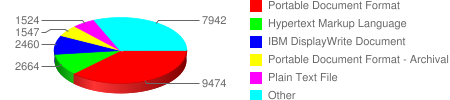 1524
1547
2460
2664
7942
9474
Portable Document Format
Hypertext Markup Language
IBM DisplayWrite Document
Portable Document Format - Archival
Plain Text File
Other